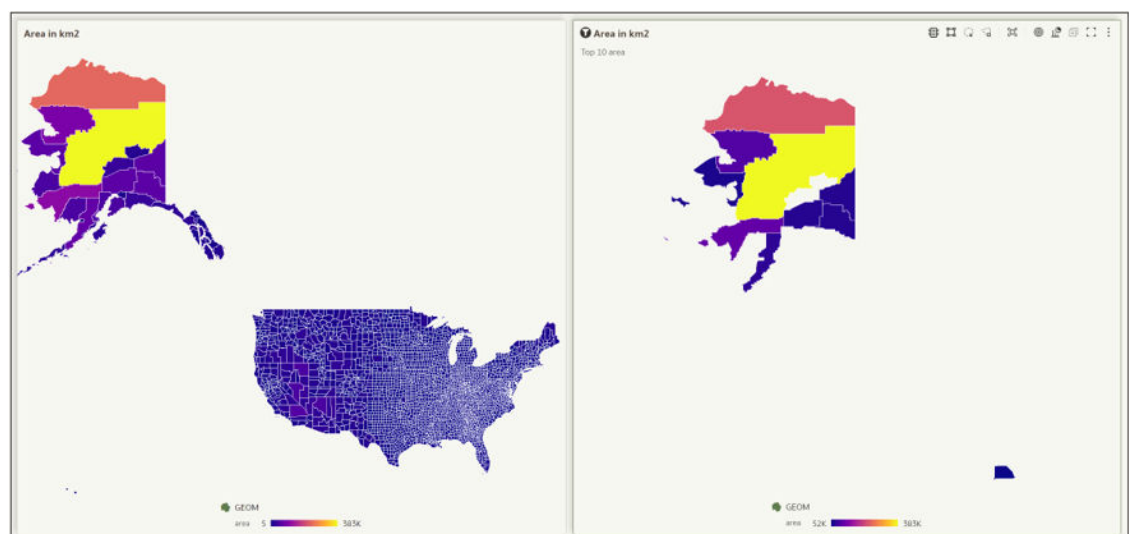 Area in km2
GEOM
area 5 383K
T Area in km2
Top 10 area
GEOM
area 52K 383K